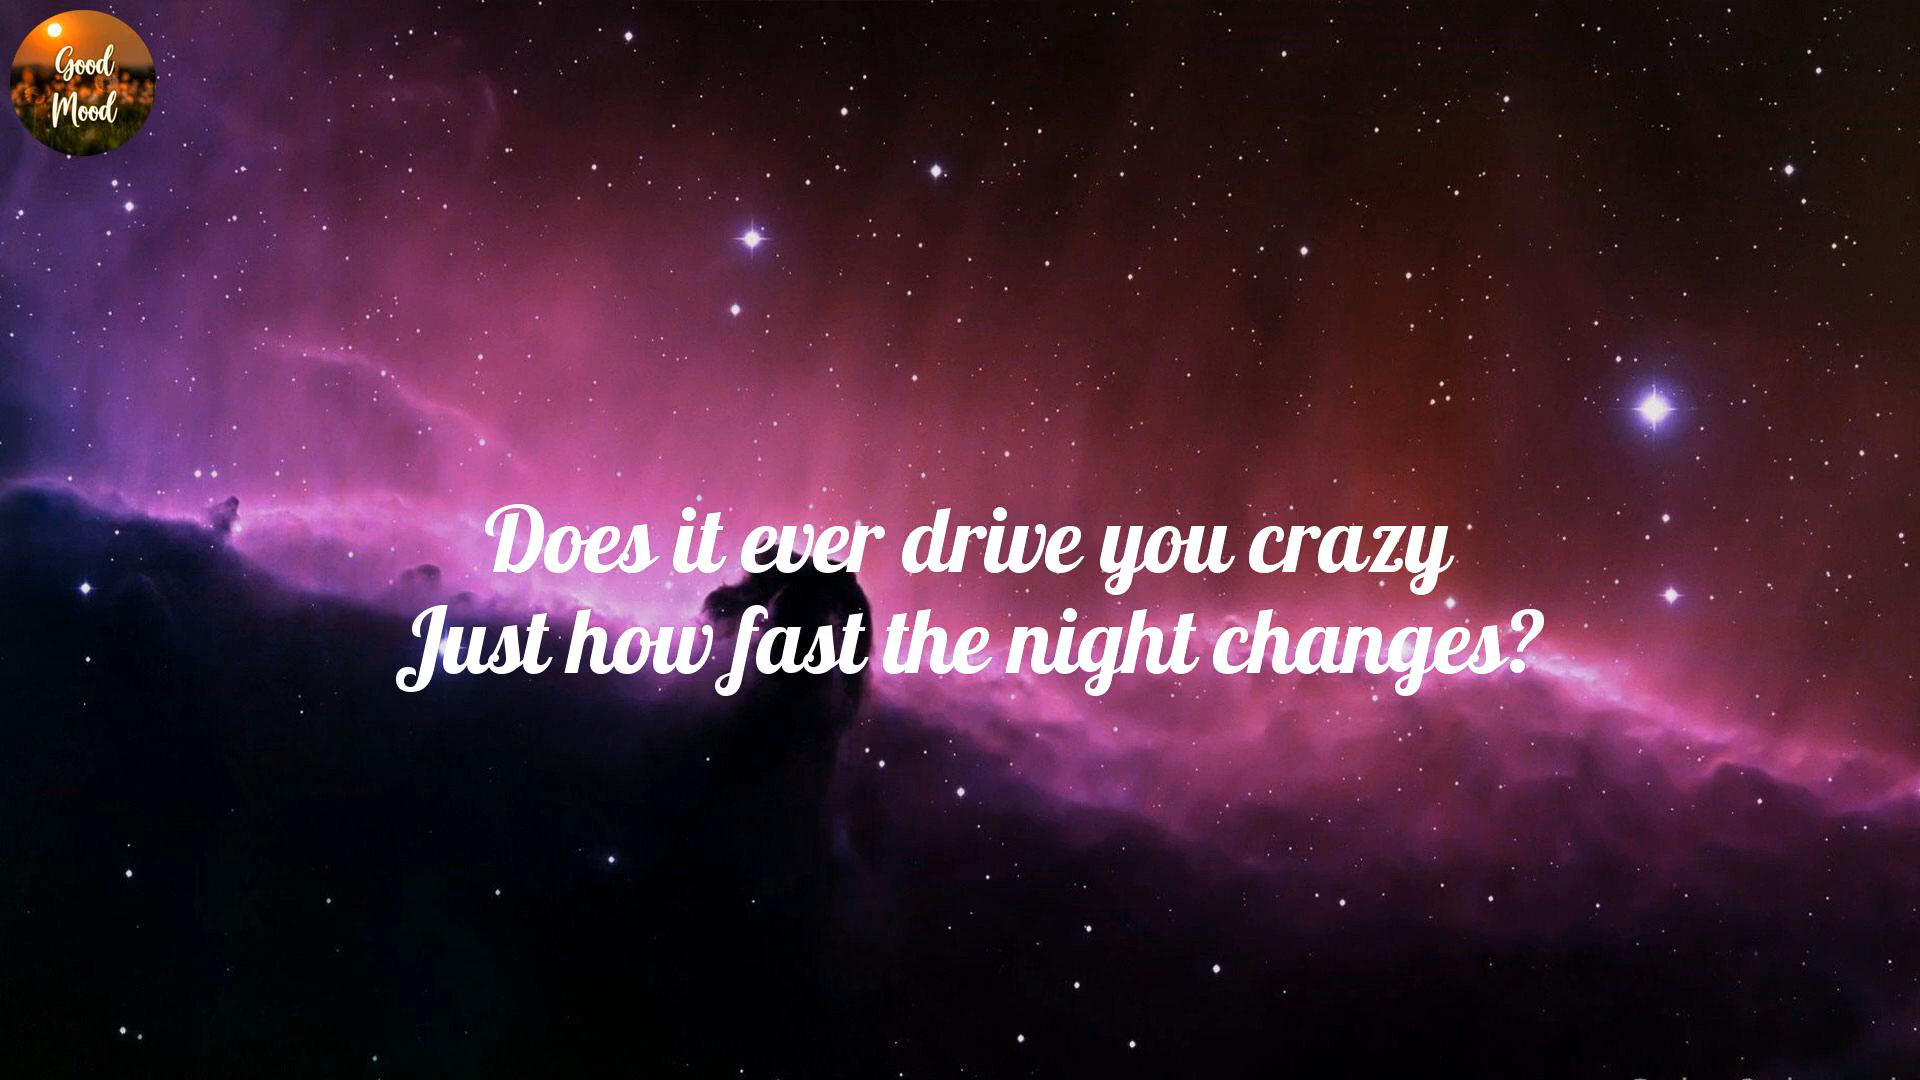 Good
Mood
Does it ever drive you crazy
Just how fast the night changes?